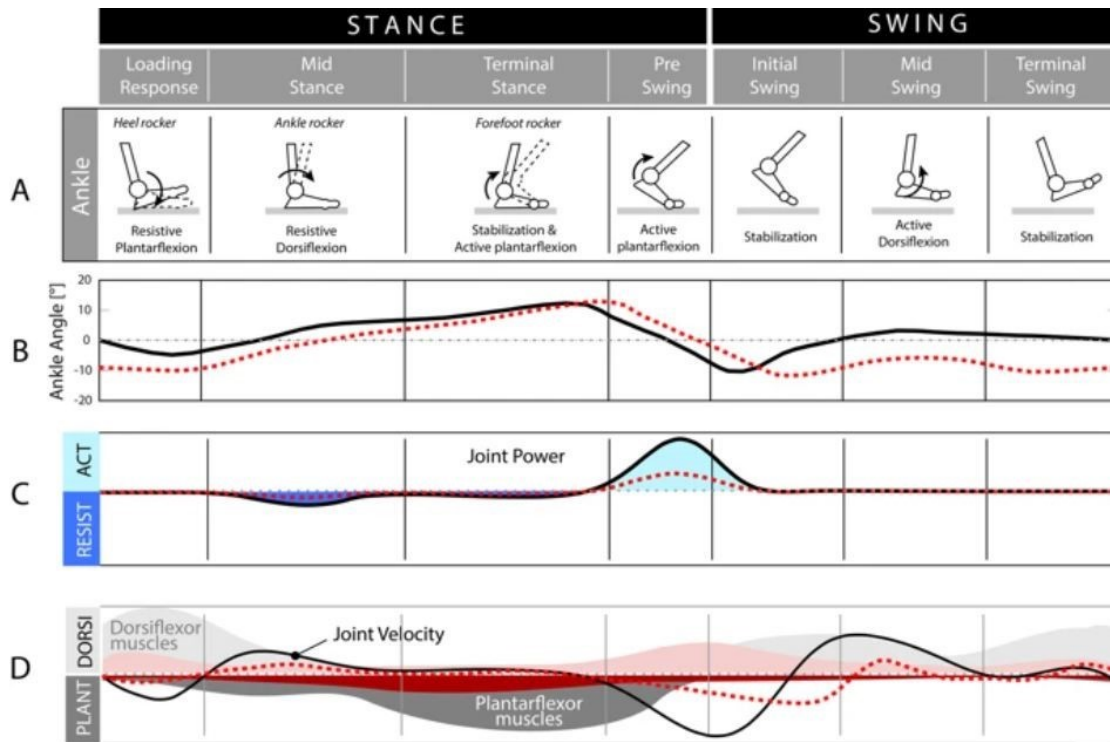 STANCE
SWING
Loading
Response
Mid
Stance
Terminal
Stance
Pre
Swing
Initial
Swing
Mid
Swing
Terminal
Swing
A
Ankle
Heel rocker
Ankle rocker
Forefoot rocker
Resistive
Plantarflexion
Resistive
Dorsiflexion
Stabilization &
Active plantarflexion
Active
plantarflexion
Stabilization
Active
Dorsiflexion
Stabilization
B
Ankle Angle [°]
20
10
0
-10
-20
C
ACT
RESIST
Joint Power
D
DORSI
PLANT
Dorsiflexor
muscles
Joint Velocity
Plantarflexor
muscles